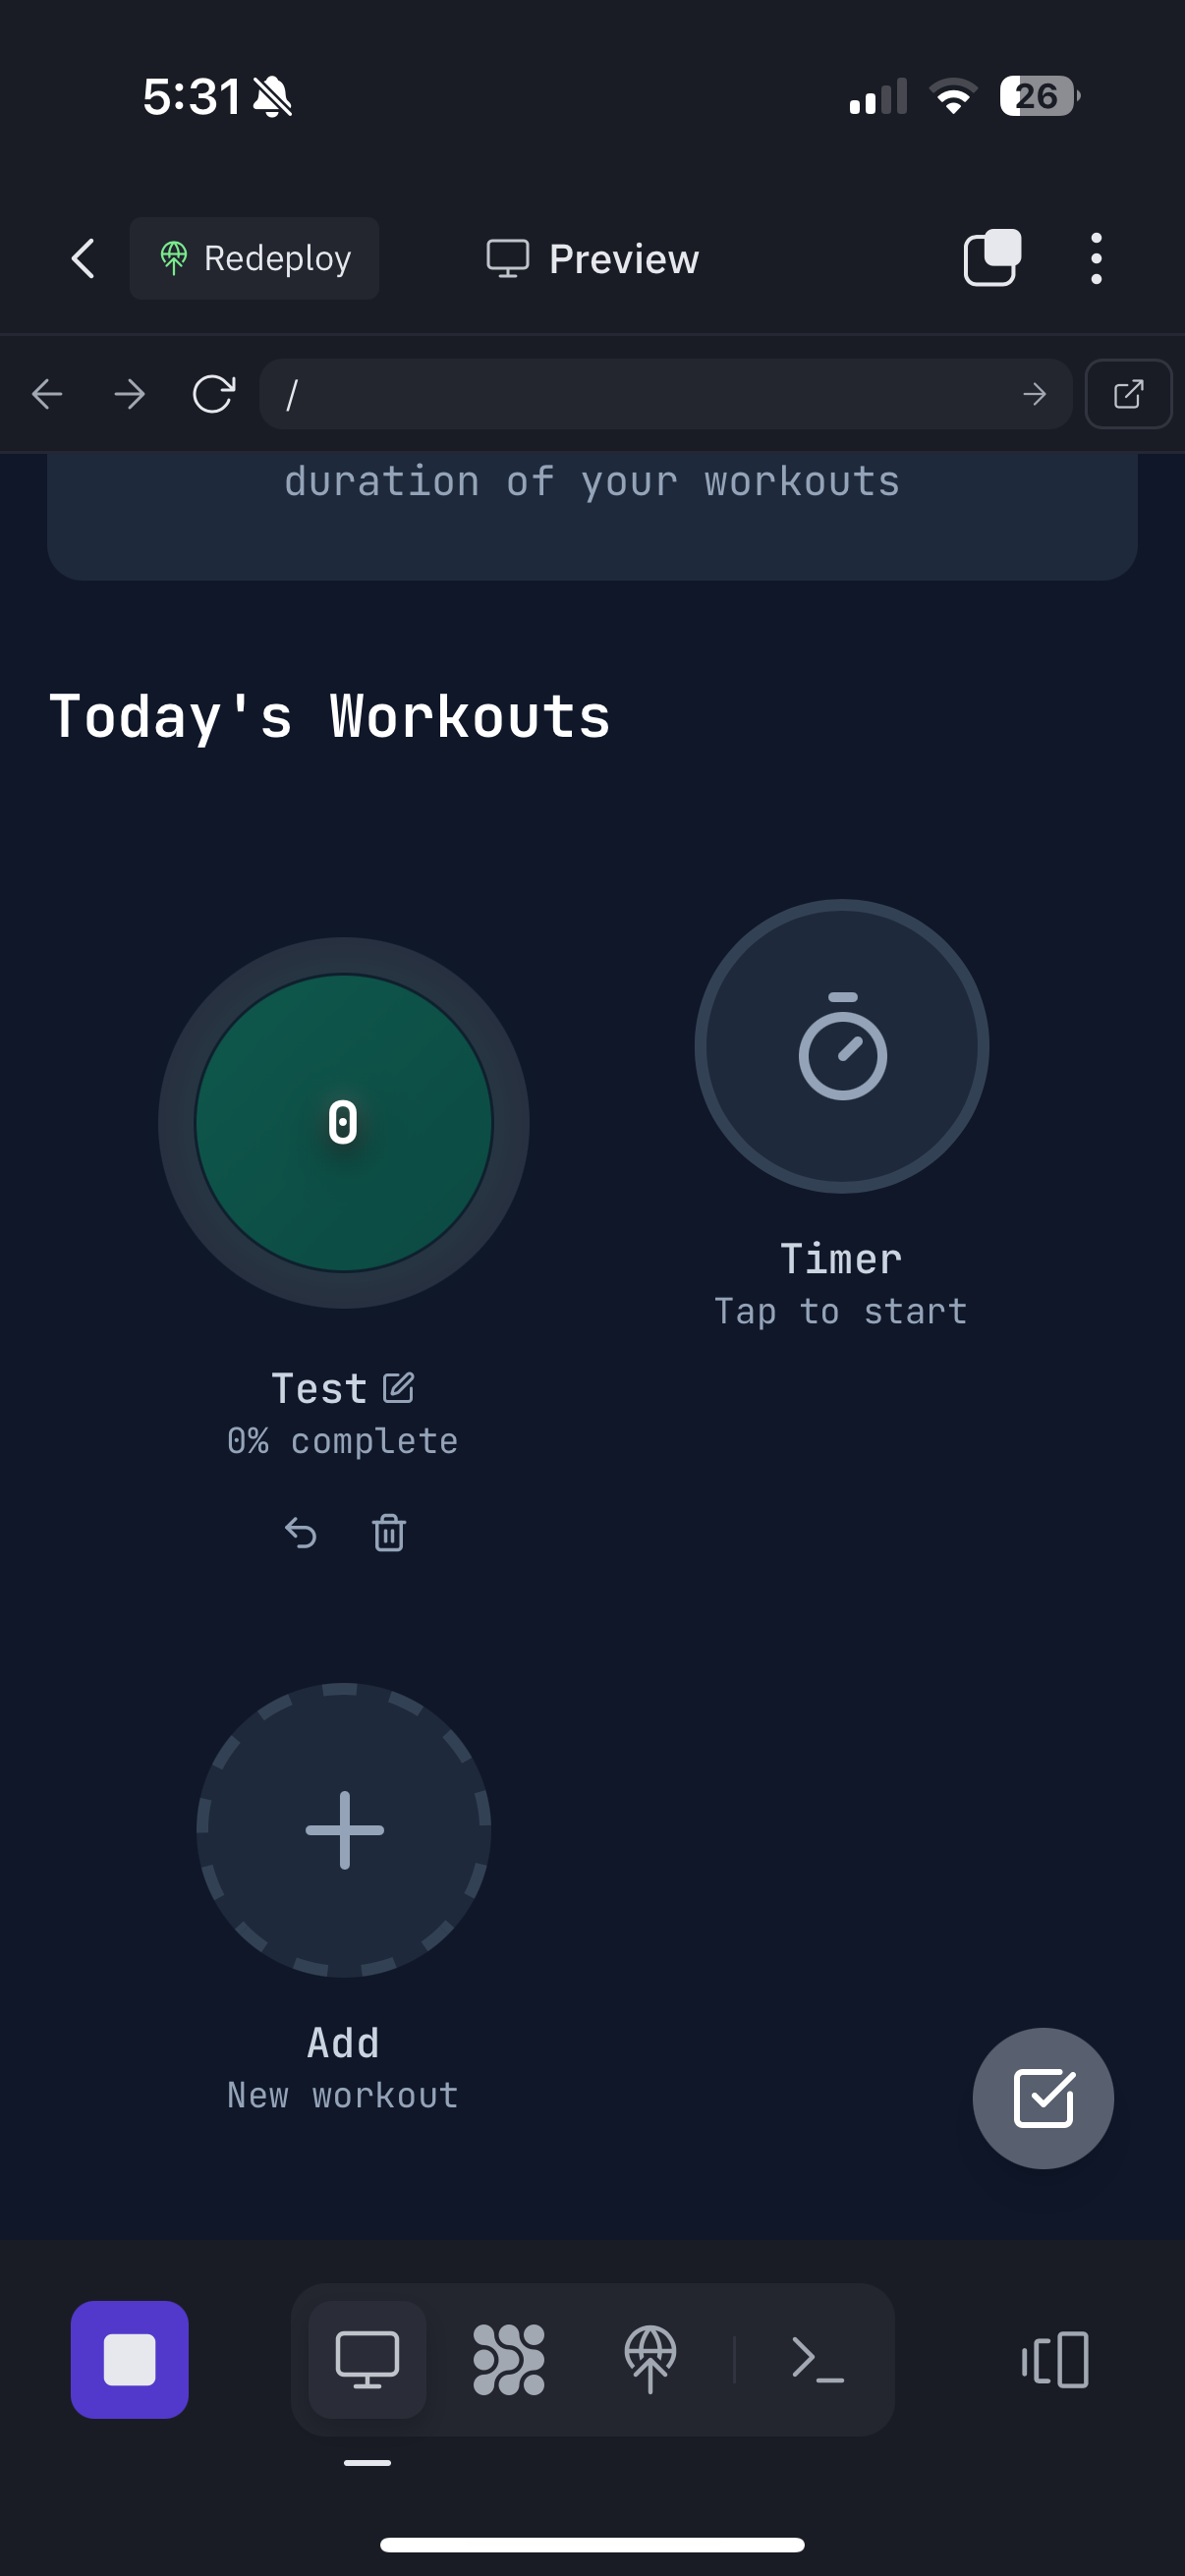 5:31
26
Redeploy
Preview
/
duration of your workouts
Today's Workouts
0
Timer
Tap to start
Test
0% complete
Add
New workout